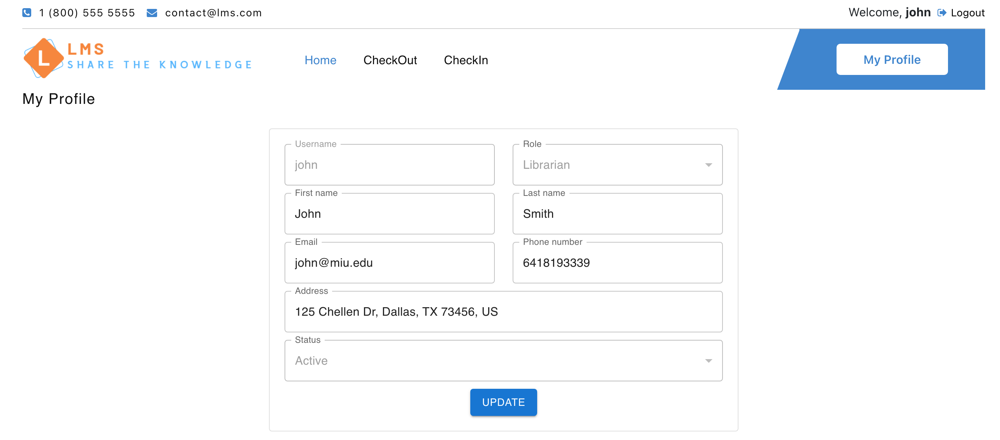 1 (800) 555 5555 contact@lms.com Welcome, john Logout
L LMS
SHARE THE KNOWLEDGE
Home CheckOut CheckIn My Profile
My Profile
Username Role
john Librarian
First name Last name
John Smith
Email Phone number
john@miu.edu 6418193339
Address
125 Chellen Dr, Dallas, TX 73456, US
Status
Active
UPDATE